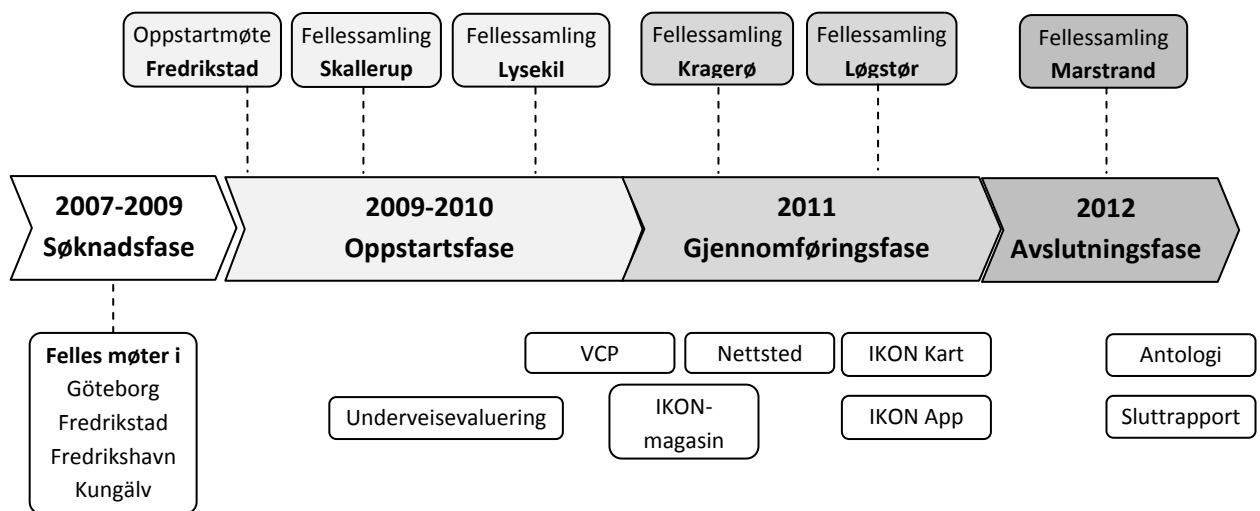 Oppstartmøte
Fredrikstad
Fellessamling
Skallerup
Fellessamling
Lysekil
Fellessamling
Kragerø
Fellessamling
Løgstør
Fellessamling
Marstrand
2007-2009
Søknadsfase
2009-2010
Oppstartsfase
2011
Gjennomføringsfase
2012
Avslutningsfase
Felles møter i
Göteborg
Fredrikstad
Fredrikshavn
Kungälv
VCP
Nettsted
IKON Kart
Antologi
Underveisevaluering
IKON-
magasin
IKON App
Sluttrapport